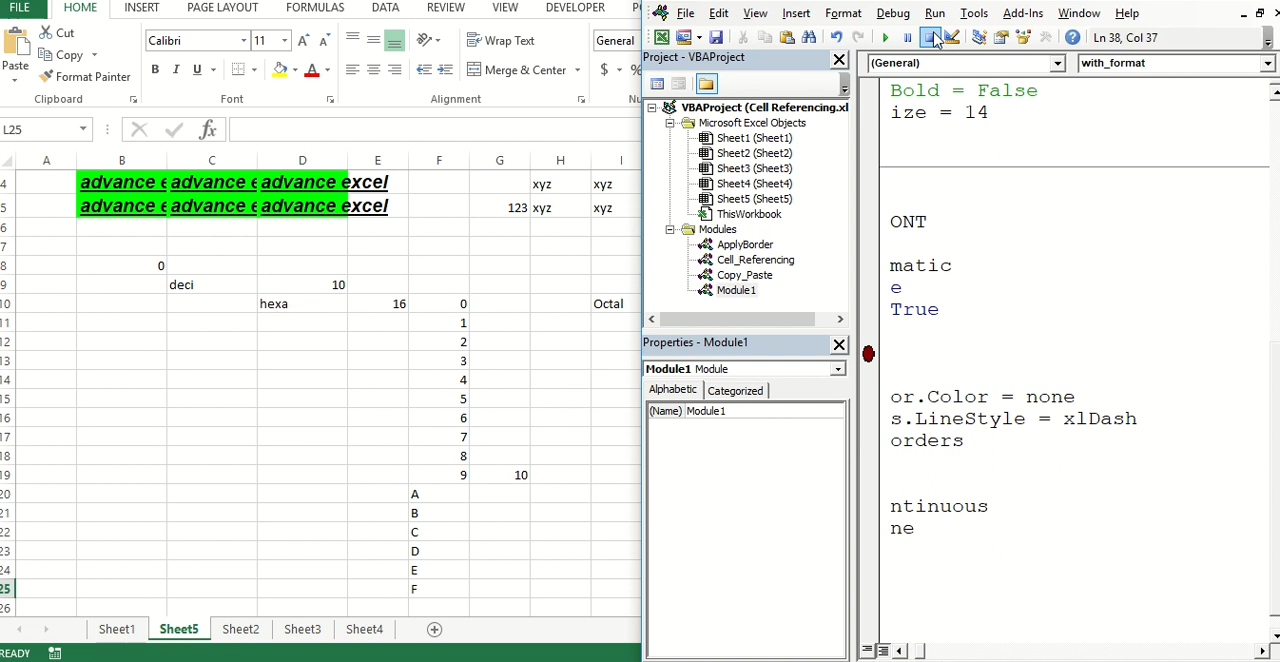 FILE HOME INSERT PAGE LAYOUT FORMULAS DATA REVIEW VIEW DEVELOPER
Cut
Copy
Format Painter
Paste
Clipboard
Calibri 11
B I U
Font
Wrap Text
Merge & Center
Alignment
General
$ %
L25
fx
A B C D E F G H I
4 advance e advance e advance excel xyz xyz
5 advance e advance e advance excel 123 xyz xyz
6
7
8 0
9 deci 10
10 hexa 16 0 Octal
11 1
12 2
13 3
14 4
15 5
16 6
17 7
18 8
19 9 10
20 A
21 B
22 C
23 D
24 E
25 F
26
Sheet1 Sheet5 Sheet2 Sheet3 Sheet4
READY
File Edit View Insert Format Debug Run Tools Add-Ins Window Help
Ln 38, Col 37
Project - VBAProject
VBAProject (Cell Referencing.xl
Microsoft Excel Objects
Sheet1 (Sheet1)
Sheet2 (Sheet2)
Sheet3 (Sheet3)
Sheet4 (Sheet4)
Sheet5 (Sheet5)
ThisWorkbook
Modules
ApplyBorder
Cell_Referencing
Copy_Paste
Module1
Properties - Module1
Module1 Module
Alphabetic Categorized
(Name) Module1
(General) with_format
Bold = False
ize = 14
ONT
matic
e
True
or.Color = none
s.LineStyle = xlDash
orders
ntinuous
ne